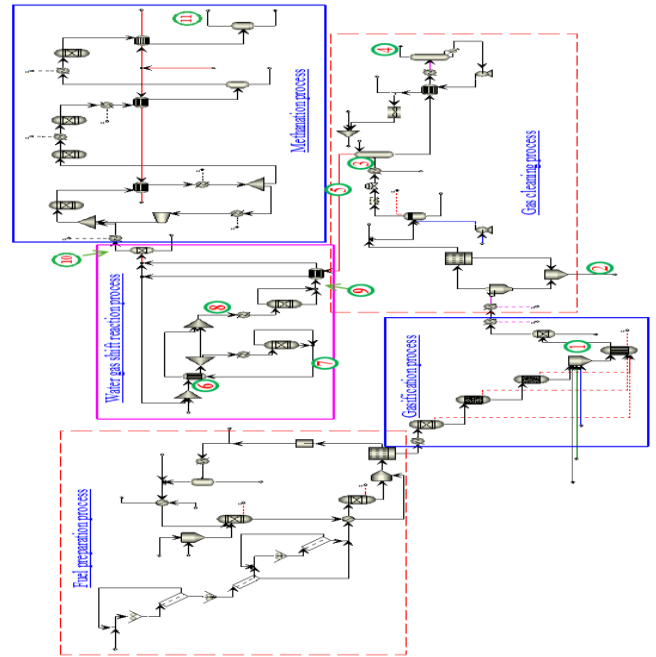 Fuel preparation process
Gasification process
Water gas shift reaction process
Gas cleaning process
Methanation process
1
2
3
4
5
6
7
8
9
10
11